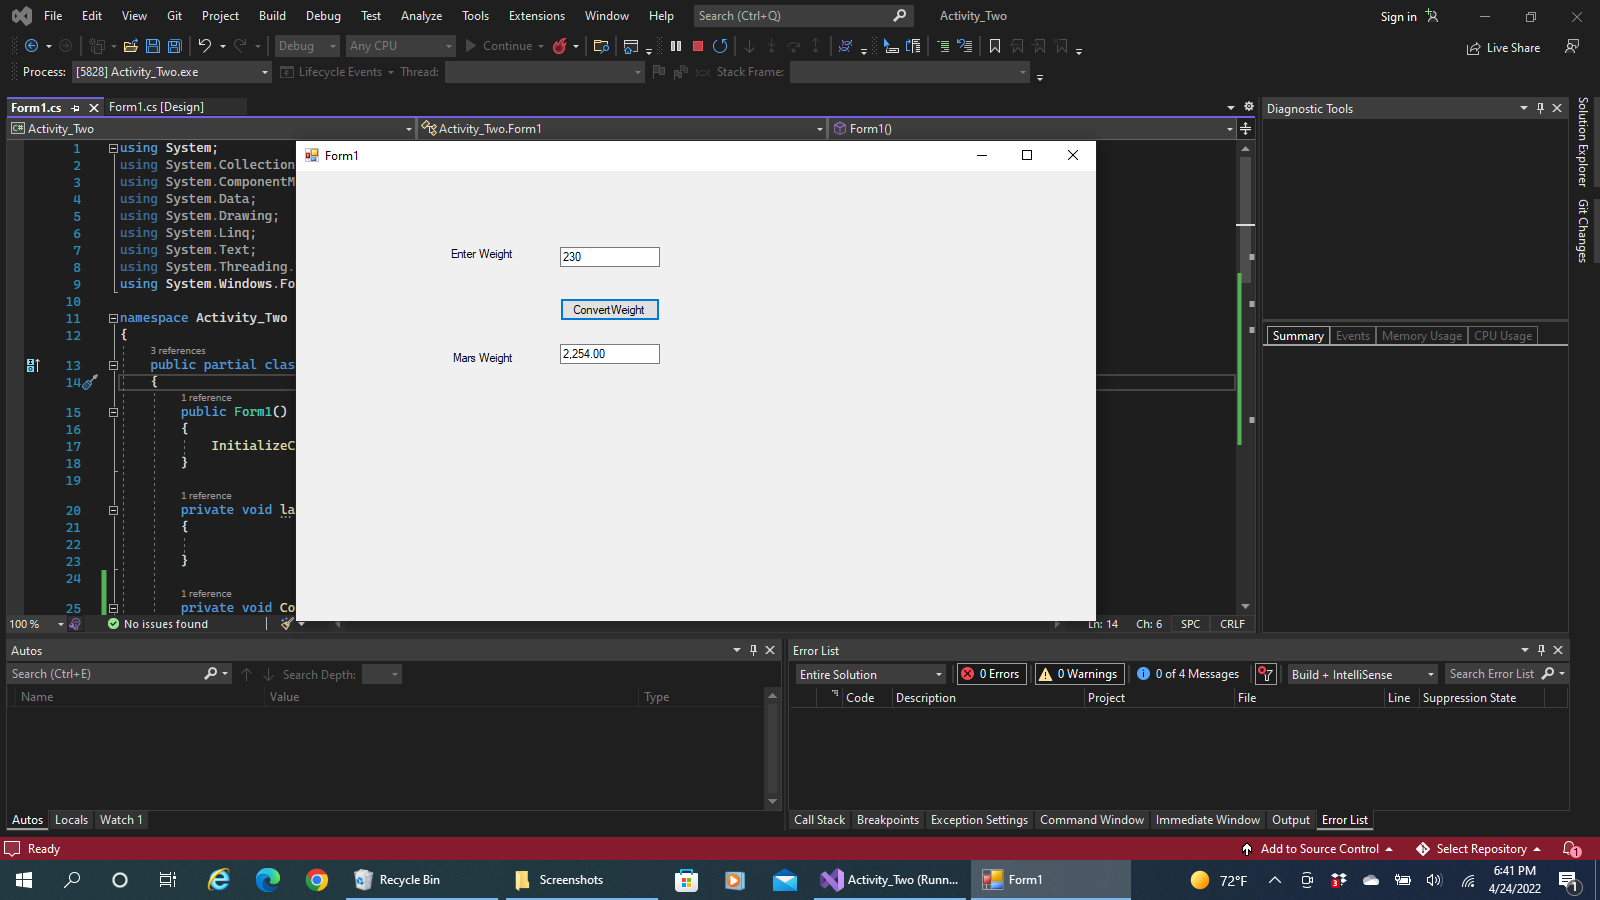 File Edit View Git Project Build Debug Test Analyze Tools Extensions Window Help Search (Ctrl+Q) Activity_Two Sign in
Debug Any CPU Continue Live Share
Process: [5828] Activity_Two.exe Lifecycle Events Thread: Stack Frame:
Form1.cs Form1.cs [Design]
Activity_Two Activity_Two.Form1 Form1()
1 using System;
2 using System.Collection
3 using System.ComponentM
4 using System.Data;
5 using System.Drawing;
6 using System.Linq;
7 using System.Text;
8 using System.Threading.
9 using System.Windows.Fo
10
11 namespace Activity_Two
12 {
3 references
13 public partial clas
14 {
1 reference
15 public Form1()
16 {
17 InitializeC
18 }
19
1 reference
20 private void la
21 {
22
23 }
24
1 reference
25 private void Co
Form1
Enter Weight 230
ConvertWeight
Mars Weight 2,254.00
100 % No issues found Ln: 14 Ch: 6 SPC CRLF
Diagnostic Tools
Summary Events Memory Usage CPU Usage
Solution Explorer
Git Changes
Autos
Search (Ctrl+E) Search Depth:
Name Value Type
Autos Locals Watch 1
Error List
Entire Solution 0 Errors 0 Warnings 0 of 4 Messages Build + IntelliSense Search Error List
Code Description Project File Line Suppression State
Call Stack Breakpoints Exception Settings Command Window Immediate Window Output Error List
Ready Add to Source Control Select Repository 1
Recycle Bin Screenshots Activity_Two (Runn... Form1 72°F 3 6:41 PM
4/24/2022 1